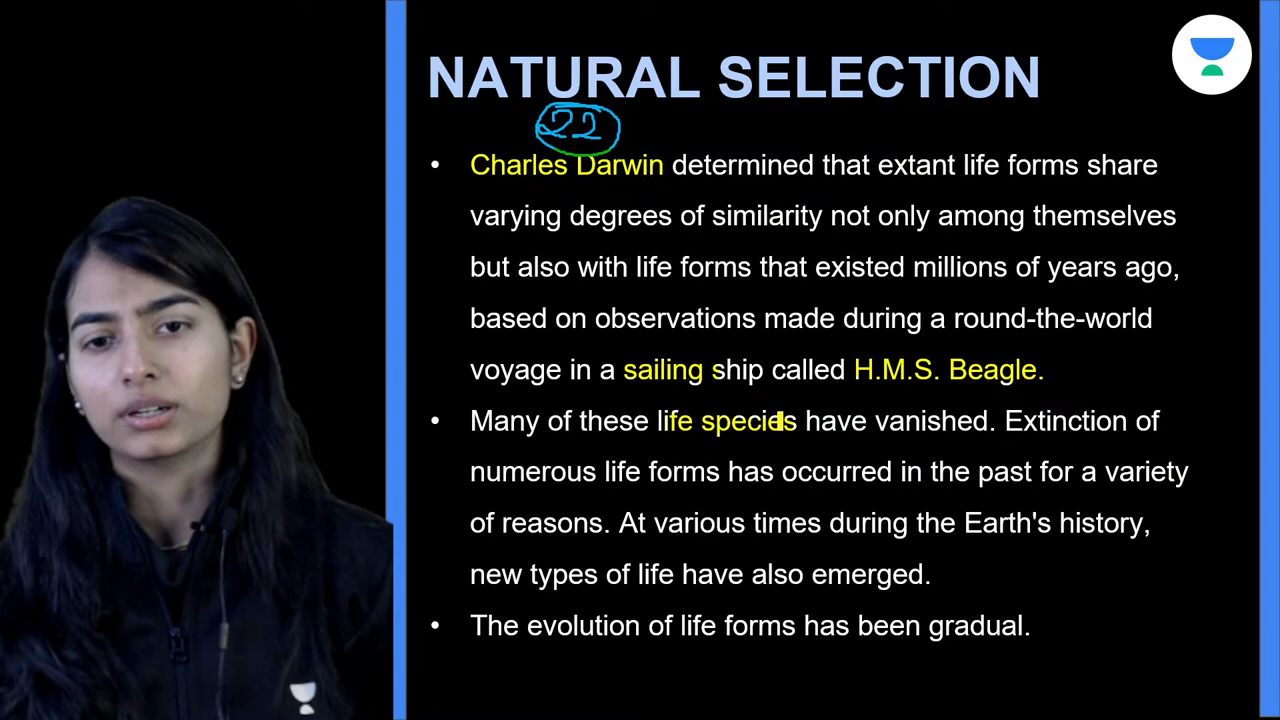 NATURAL SELECTION
22
• Charles Darwin determined that extant life forms share
varying degrees of similarity not only among themselves
but also with life forms that existed millions of years ago,
based on observations made during a round-the-world
voyage in a sailing ship called H.M.S. Beagle.
• Many of these life species have vanished. Extinction of
numerous life forms has occurred in the past for a variety
of reasons. At various times during the Earth's history,
new types of life have also emerged.
• The evolution of life forms has been gradual.